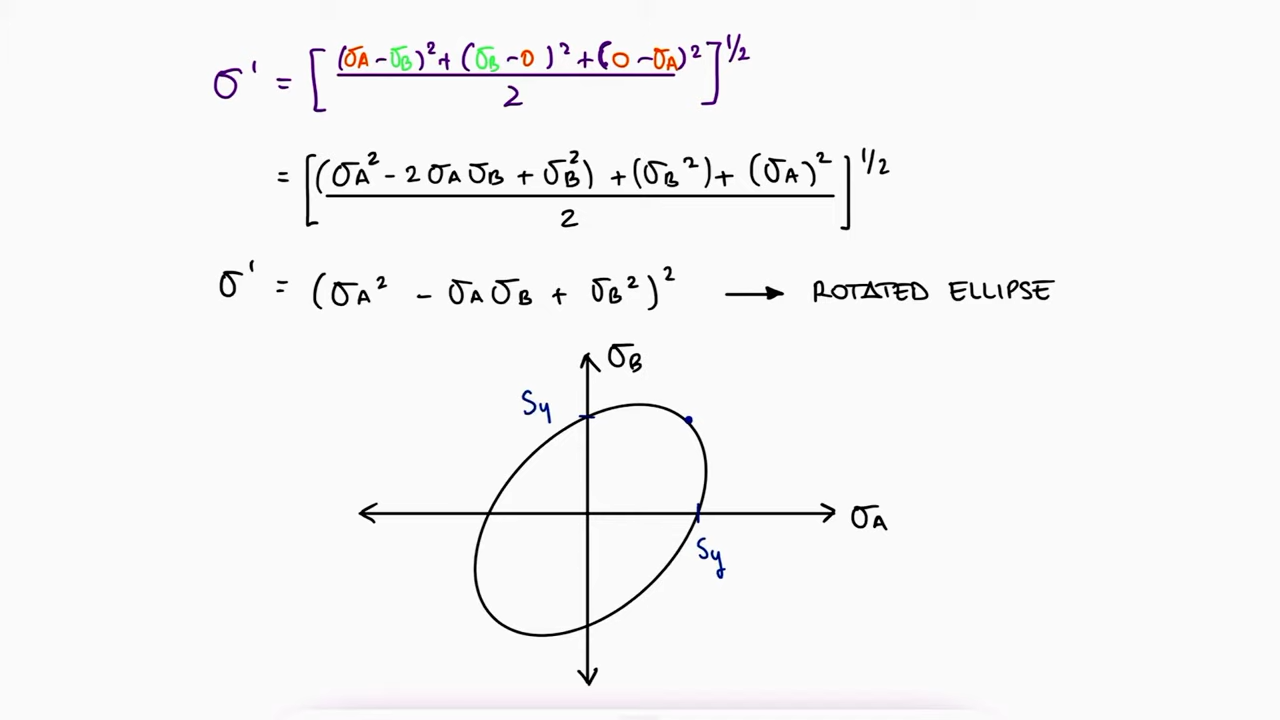 σ' = [((σA - σB)² + (σB - 0)² + (0 - σA)²) / 2]^1/2
= [((σA² - 2σAσB + σB²) + (σB²) + (σA)²) / 2]^1/2
σ' = (σA² - σAσB + σB²)² → ROTATED ELLIPSE
σB
Sy
σA
Sy